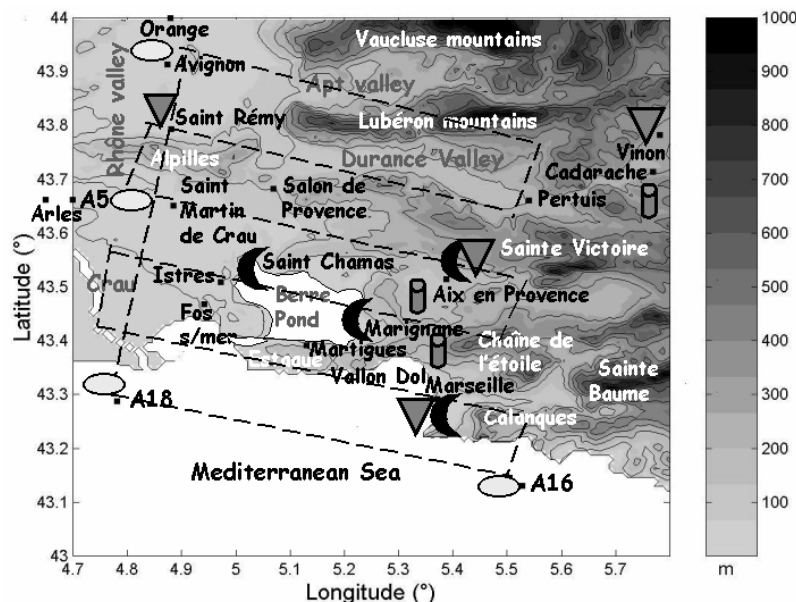 44
43.9
43.8
43.7
43.6
43.5
43.4
43.3
43.2
43.1
43
Latitude (°)
4.7 4.8 4.9 5 5.1 5.2 5.3 5.4 5.5 5.6 5.7
Longitude (°)
Orange
Avignon
Rhône valley
Vaucluse mountains
Apt valley
Saint Rémy
Lubéron mountains
Vinon
Alpilles
Durance Valley
Cadarache
A5
Arles
Saint
Martin
de Crau
Salon de
Provence
Pertuis
Sainte Victoire
Saint Chamas
Crau
Istres
Berre
Pond
Aix en Provence
Fos
s/mer
Marignane
Martigues
Estaque
Chaîne de
l'étoile
Vallon Dol
Marseille
Sainte
Baume
A18
Calanques
Mediterranean Sea
A16
1000
900
800
700
600
500
400
300
200
100
m